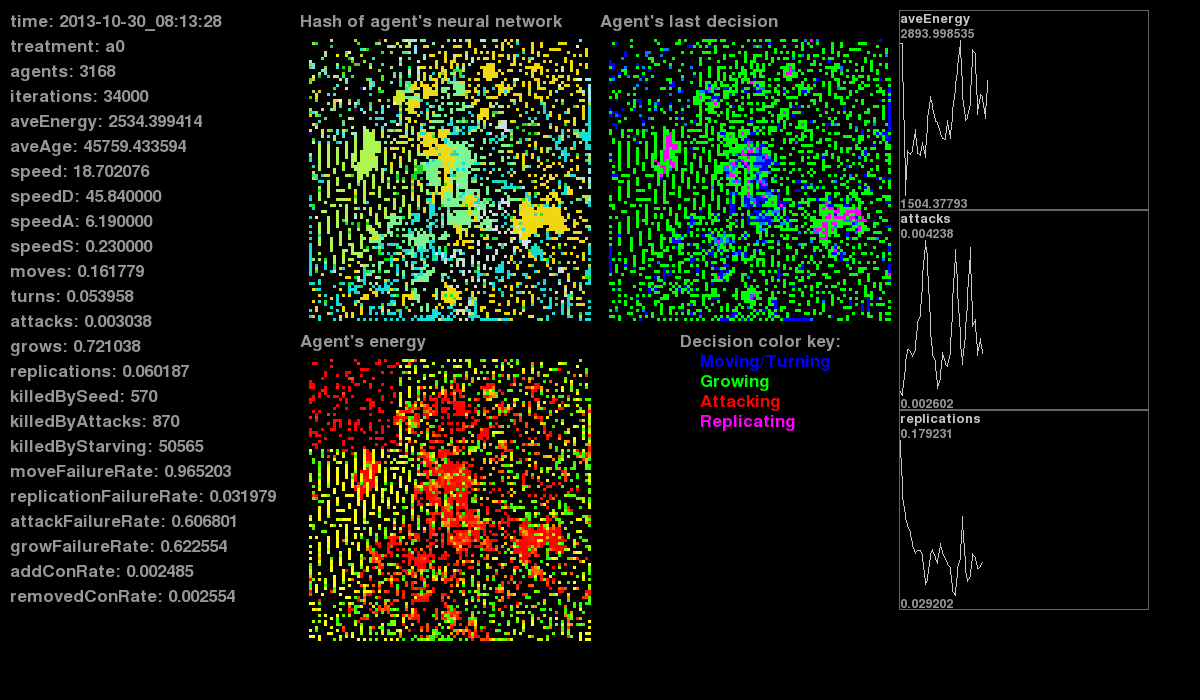 time: 2013-10-30_08:13:28
treatment: a0
agents: 3168
iterations: 34000
aveEnergy: 2534.399414
aveAge: 45759.433594
speed: 18.702076
speedD: 45.840000
speedA: 6.190000
speedS: 0.230000
moves: 0.161779
turns: 0.053958
attacks: 0.003038
grows: 0.721038
replications: 0.060187
killedBySeed: 570
killedByAttacks: 870
killedByStarving: 50565
moveFailureRate: 0.965203
replicationFailureRate: 0.031979
attackFailureRate: 0.606801
growFailureRate: 0.622554
addConRate: 0.002485
removedConRate: 0.002554
Hash of agent's neural network
Agent's last decision
Agent's energy
Decision color key:
Moving/Turning
Growing
Attacking
Replicating
aveEnergy
2893.998535
1504.37793
attacks
0.004238
0.002602
replications
0.179231
0.029202